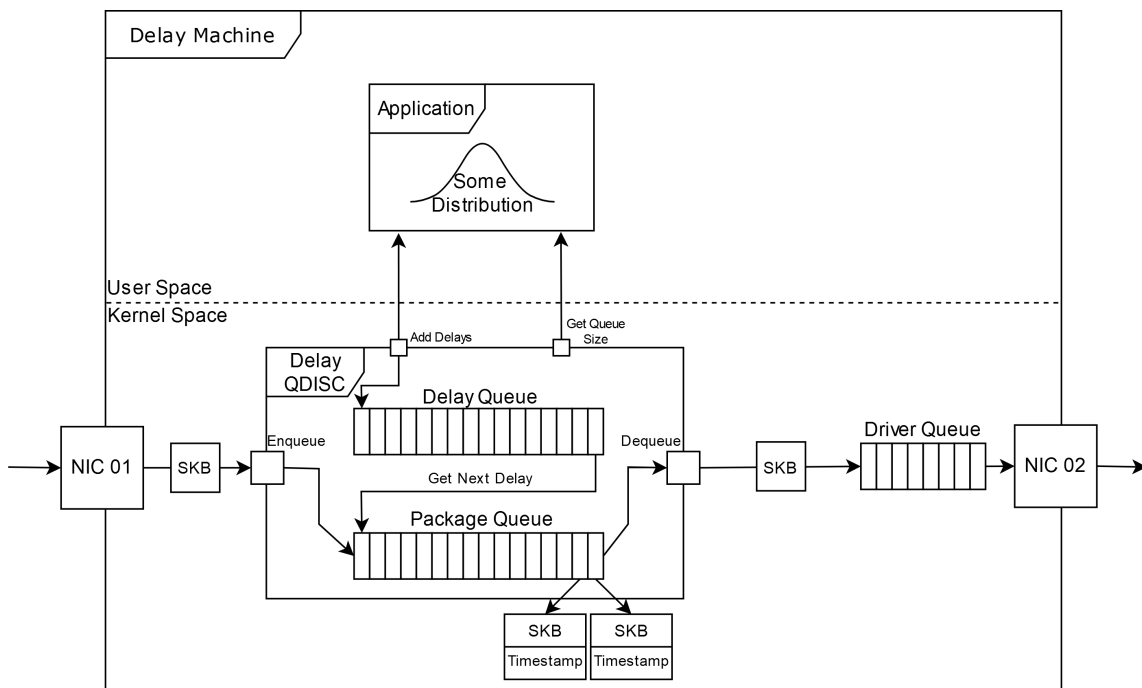 Delay Machine
Application
Some
Distribution
User Space
Kernel Space
Add Delays
Get Queue
Size
Delay
QDISC
Delay Queue
Enqueue
Dequeue
Driver Queue
NIC 01
SKB
SKB
NIC 02
Get Next Delay
Package Queue
SKB
SKB
Timestamp
Timestamp